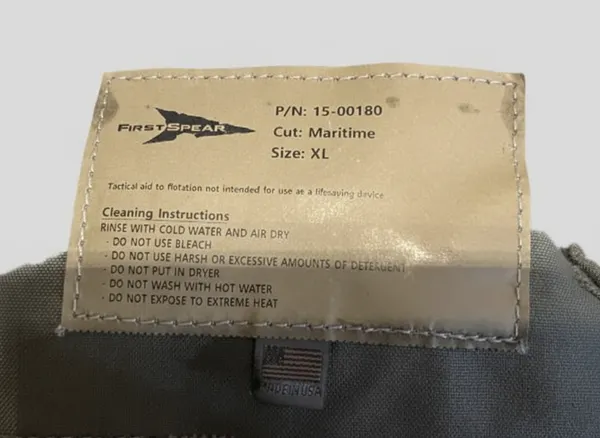 FIRSTSPEAR
P/N: 15-00180
Cut: Maritime
Size: XL
Tactical aid to flotation not intended for use as a lifesaving device
Cleaning Instructions
RINSE WITH COLD WATER AND AIR DRY
· DO NOT USE BLEACH
· DO NOT USE HARSH OR EXCESSIVE AMOUNTS OF DETERGENT
· DO NOT PUT IN DRYER
· DO NOT WASH WITH HOT WATER
· DO NOT EXPOSE TO EXTREME HEAT
MADE IN USA